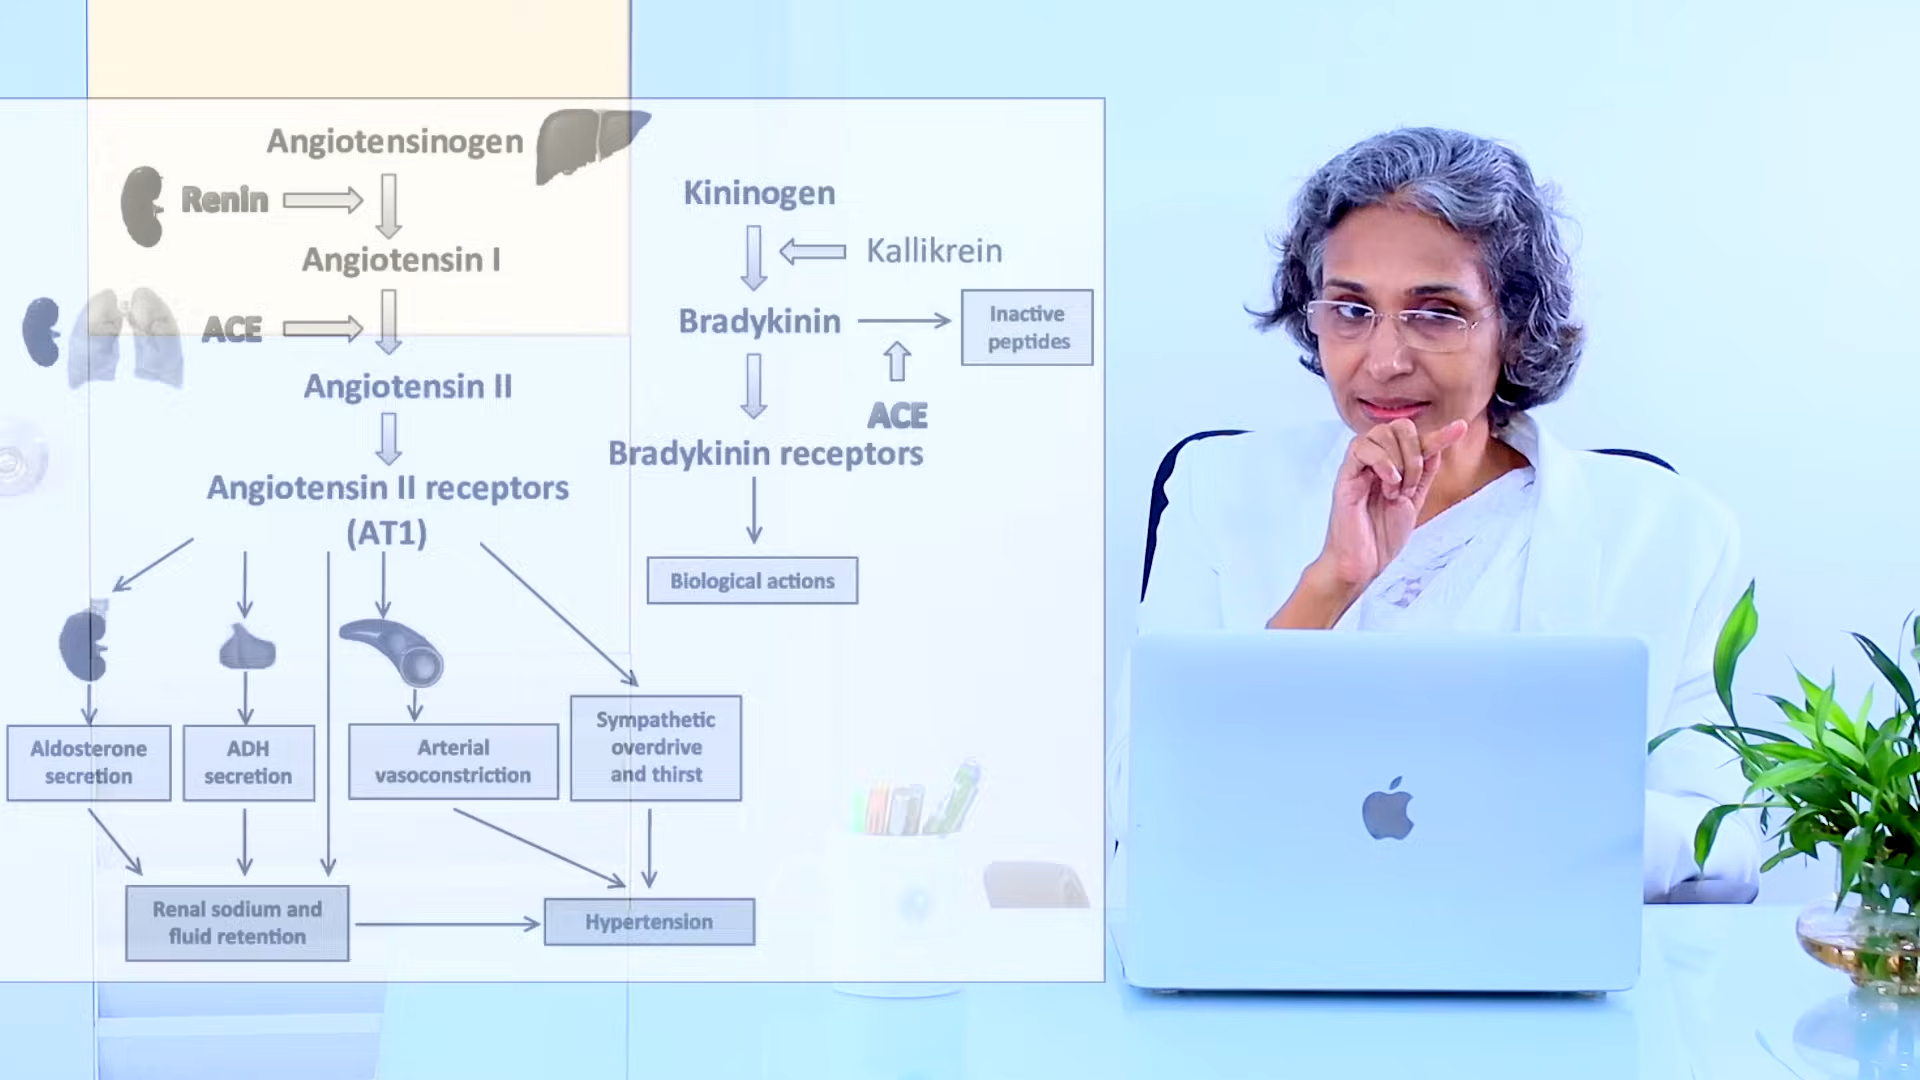 Angiotensinogen
Renin
Angiotensin I
ACE
Angiotensin II
Angiotensin II receptors
(AT1)
Aldosterone
secretion
ADH
secretion
Arterial
vasoconstriction
Sympathetic
overdrive
and thirst
Renal sodium and
fluid retention
Hypertension
Kininogen
Kallikrein
Bradykinin
Inactive
peptides
ACE
Bradykinin receptors
Biological actions